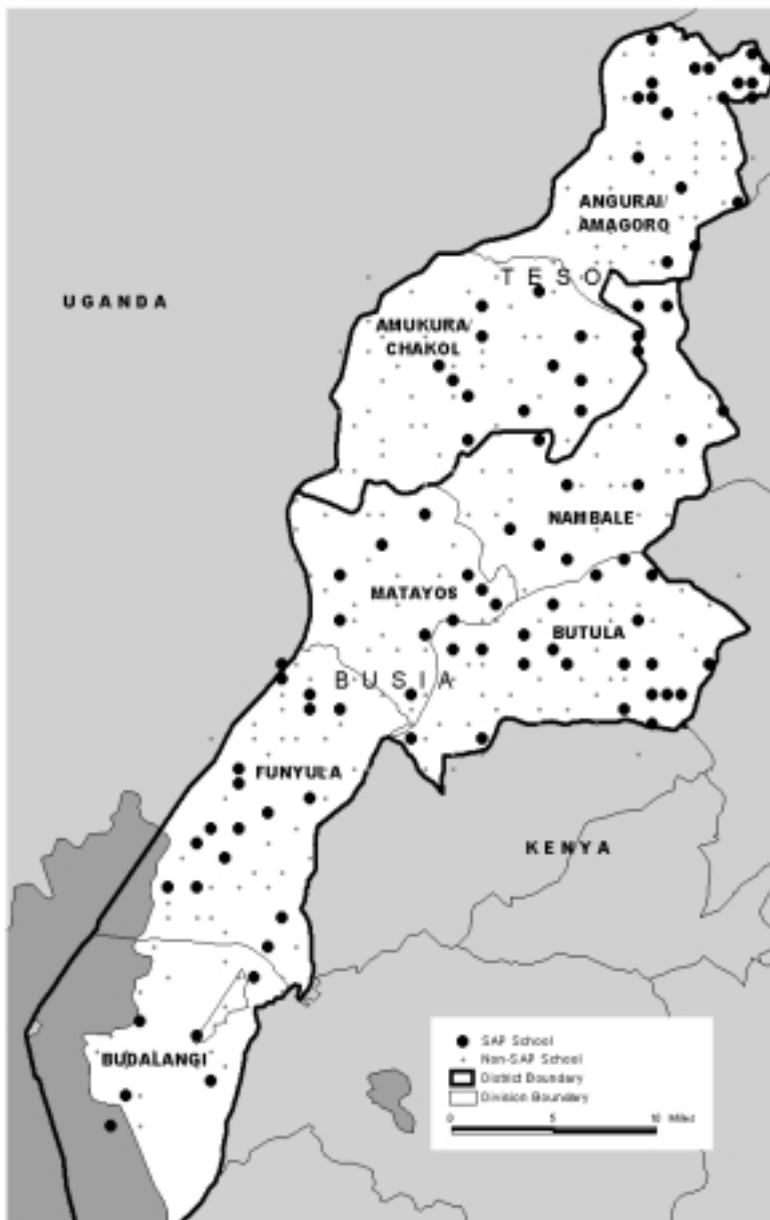 ANGURAI/
AMAGORO
TESO
UGANDA
AMUKURA/
CHAKOL
NAMBALE
MATAYOS
BUTULA
BUSIA
FUNYULA
KENYA
BUDALANGI
SAP School
Non-SAP School
District Boundary
Division Boundary
0 5 10 Miles